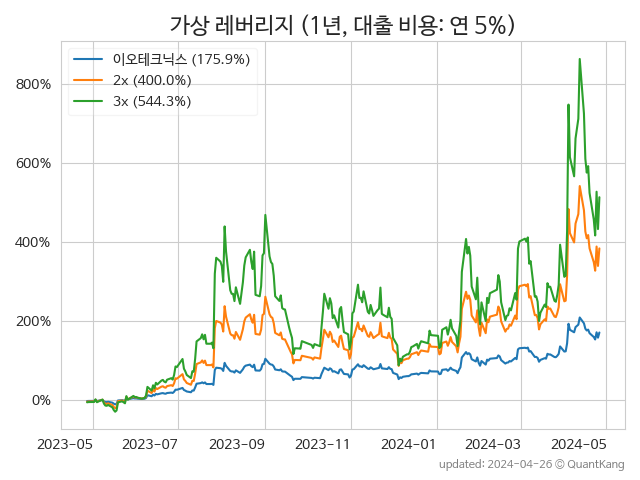 가상 레버리지 (1년, 대출 비용: 연 5%)
이오테크닉스 (175.9%)
2x (400.0%)
3x (544.3%)
800%
600%
400%
200%
0%
2023-05
2023-07
2023-09
2023-11
2024-01
2024-03
2024-05
updated: 2024-04-26 © QuantKang